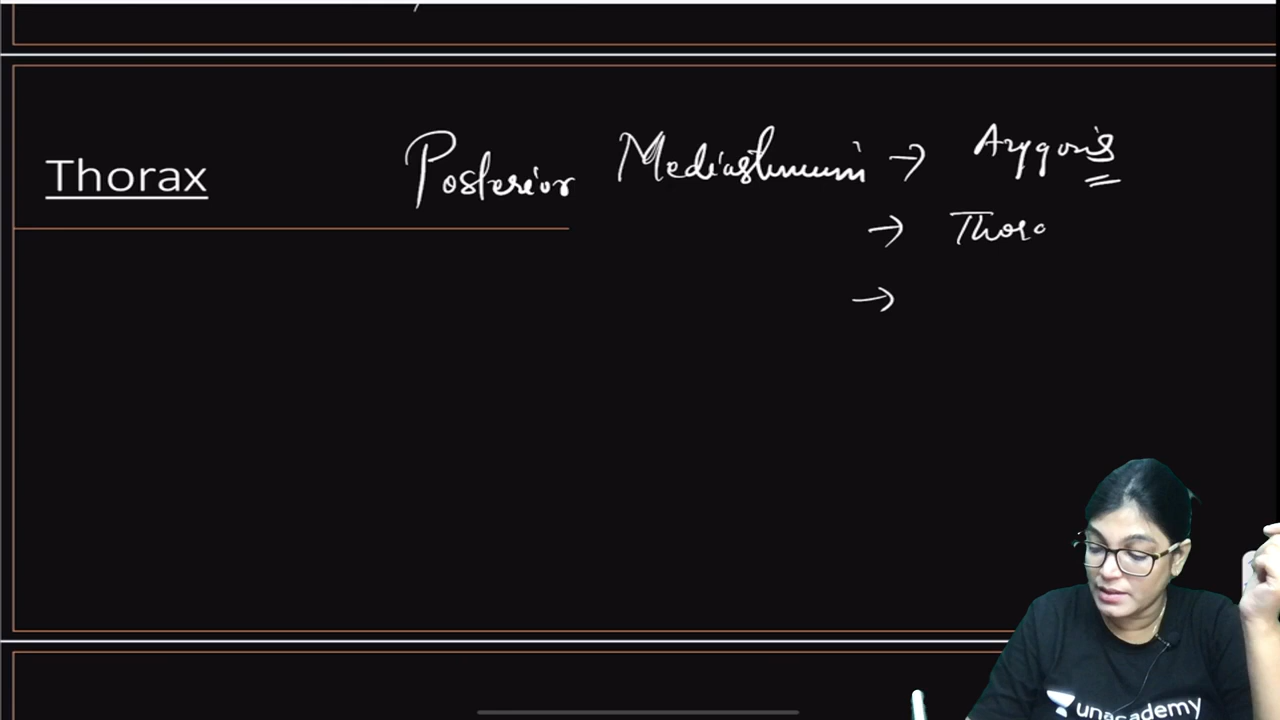 Thorax
Posterior Mediastinum → Azygous
→ Thora
→
unacademy